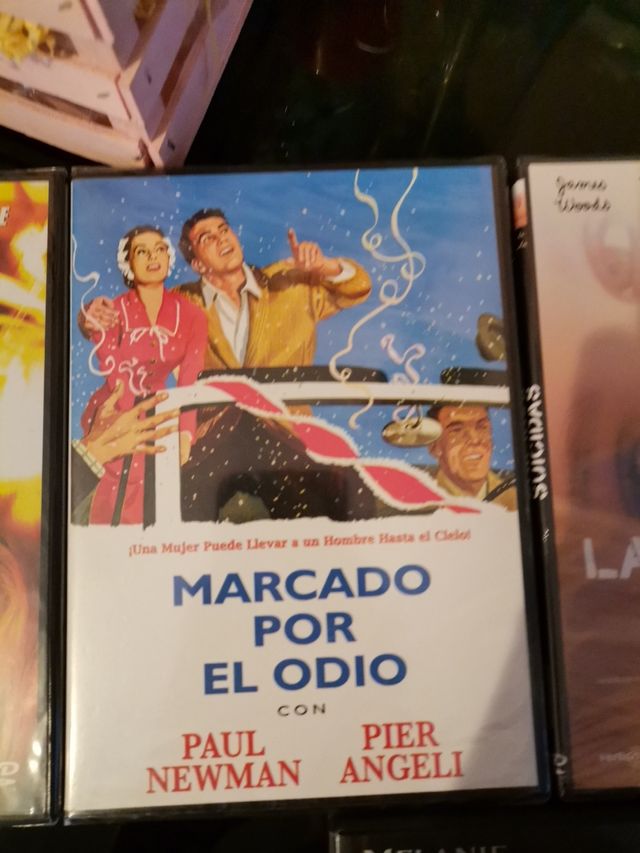 ¡Una Mujer Puede Llevar a un Hombre Hasta el Cielo!
MARCADO
POR
EL ODIO
CON
PAUL PIER
NEWMAN ANGELI
James
Woods
SUICIDAS
LA
MELANIE